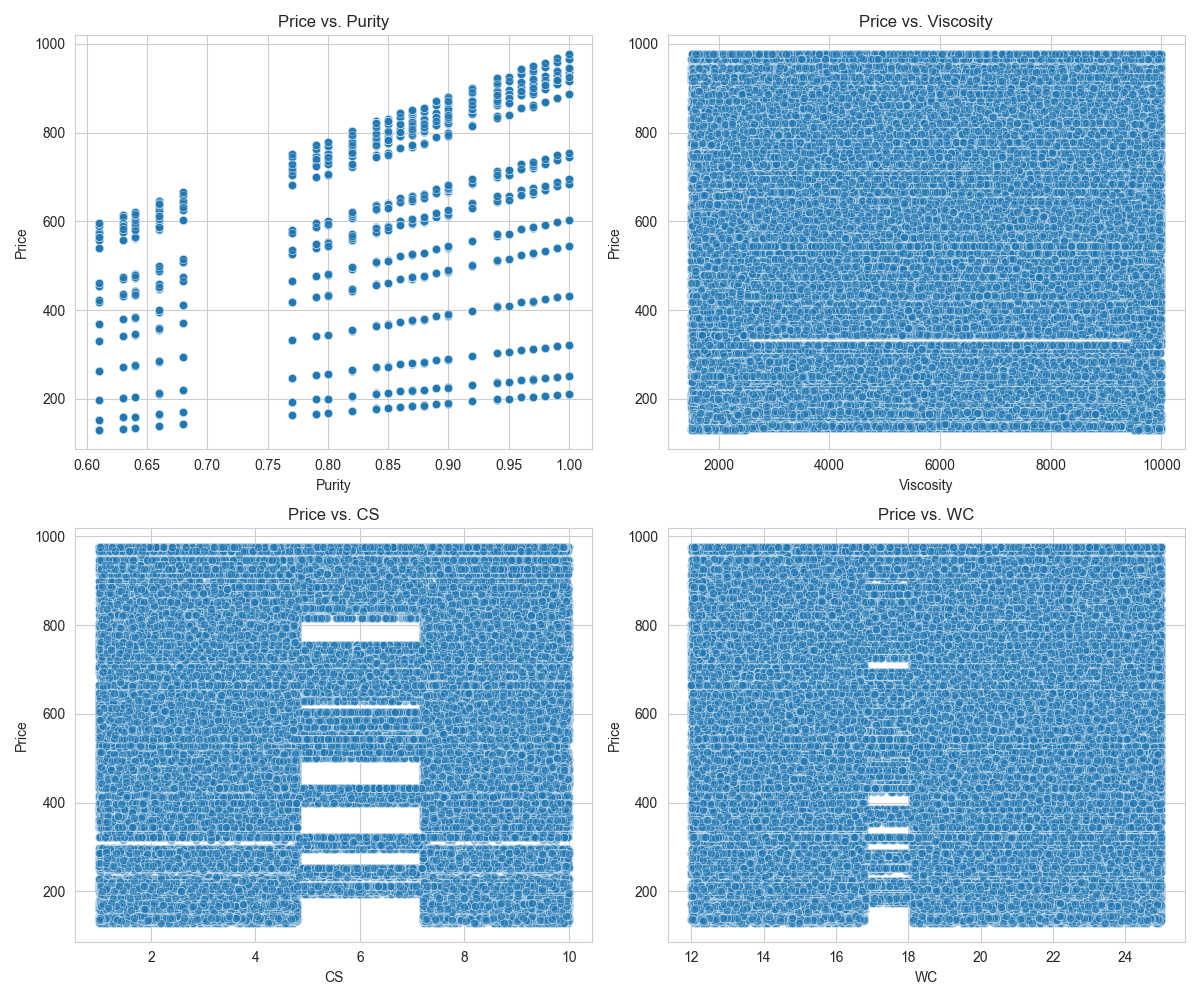 Price vs. Purity
1000
800
600
400
200
Price
0.60 0.65 0.70 0.75 0.80 0.85 0.90 0.95 1.00
Purity
Price vs. Viscosity
1000
800
600
400
200
Price
2000 4000 6000 8000 10000
Viscosity
Price vs. CS
1000
800
600
400
200
Price
2 4 6 8 10
CS
Price vs. WC
1000
800
600
400
200
Price
12 14 16 18 20 22 24
WC